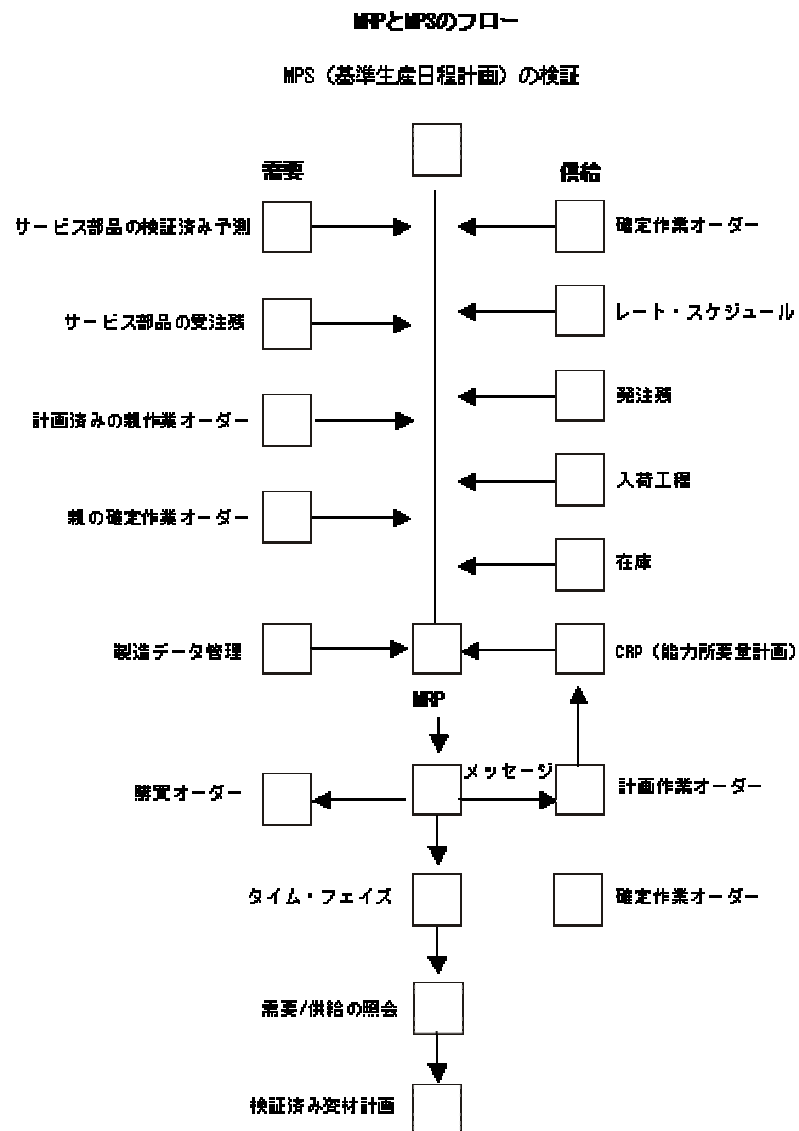 MRPとMPSのフロー
MPS（基準生産日程計画）の検証
需要
供給
サービス部品の検証済み予測
確定作業オーダー
サービス部品の受注残
レート・スケジュール
計画済みの親作業オーダー
発注残
親の確定作業オーダー
入荷工程
在庫
製造データ管理
CRP（能力所要量計画）
MRP
メッセージ
購買オーダー
計画作業オーダー
タイム・フェイズ
確定作業オーダー
需要/供給の照会
検証済み資材計画